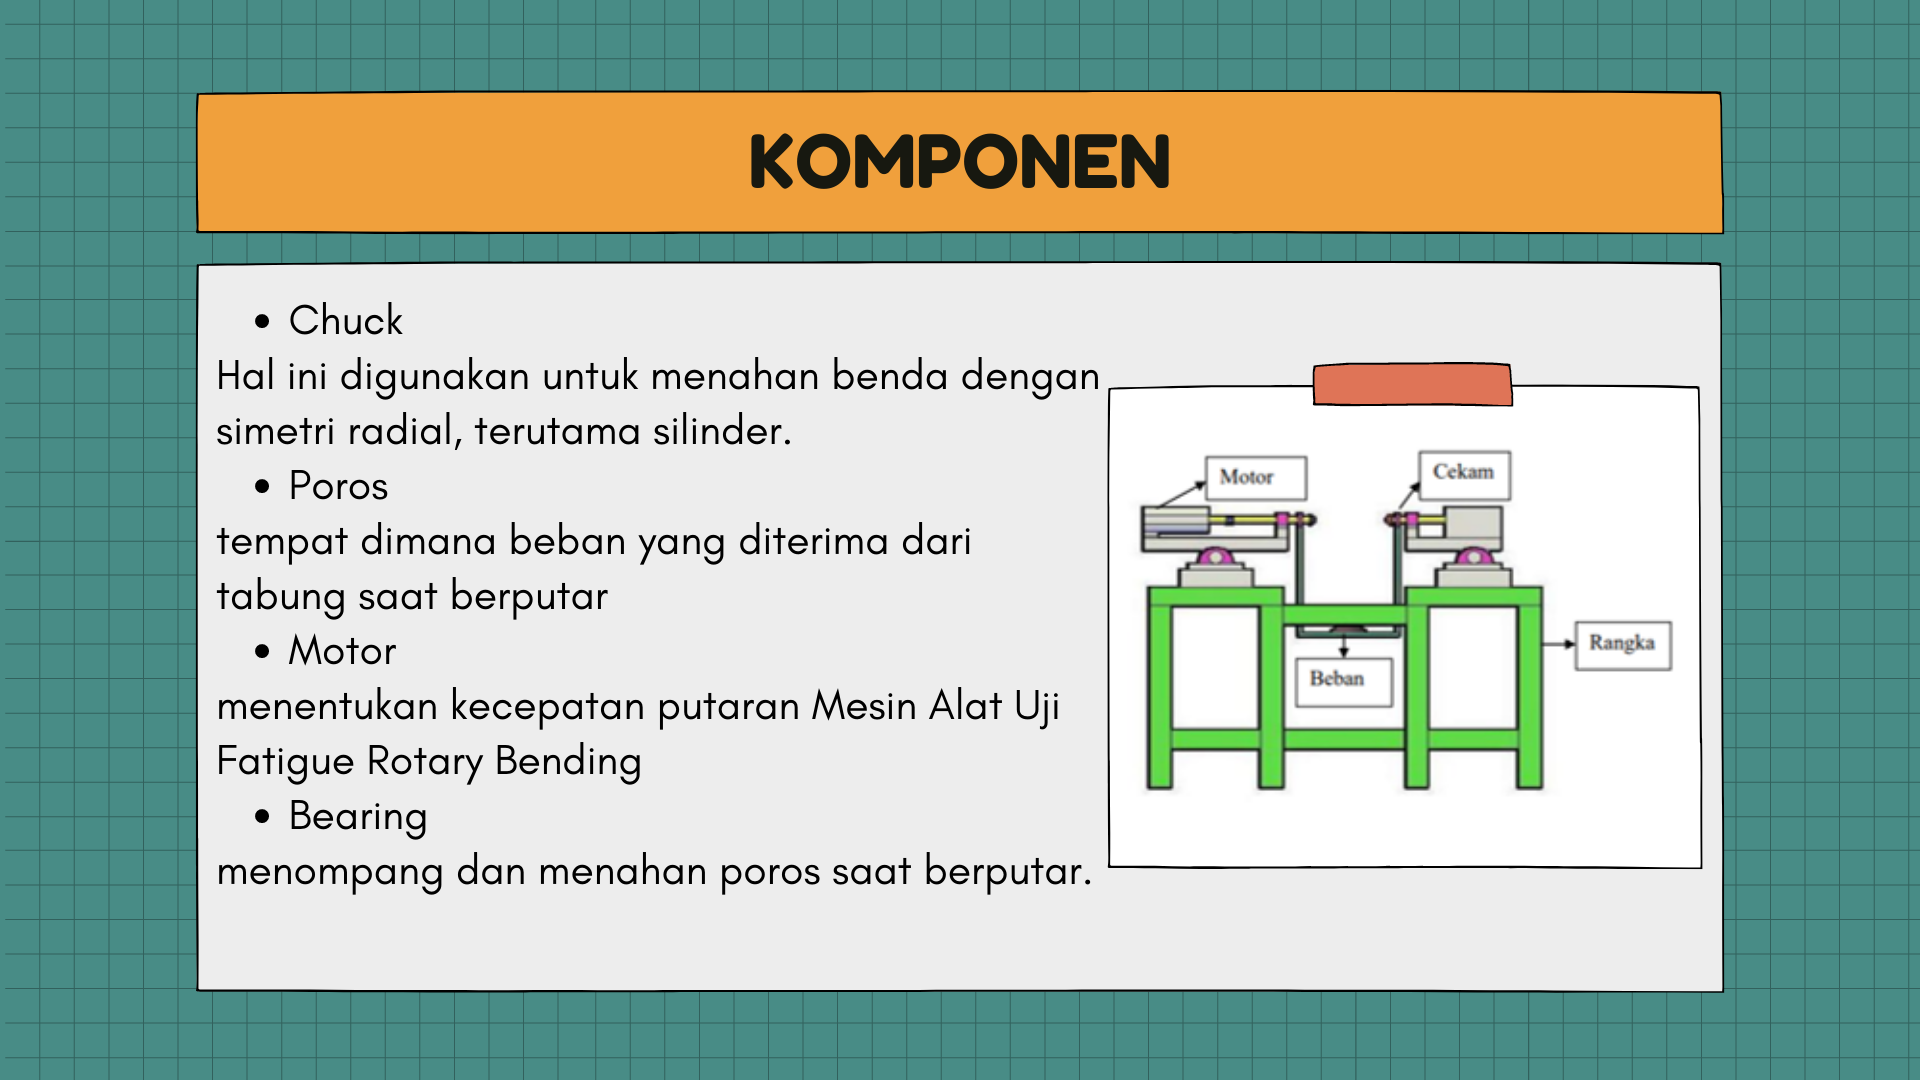 KOMPONEN
• Chuck
Hal ini digunakan untuk menahan benda dengan
simetri radial, terutama silinder.
• Poros
tempat dimana beban yang diterima dari
tabung saat berputar
• Motor
menentukan kecepatan putaran Mesin Alat Uji
Fatigue Rotary Bending
• Bearing
menompang dan menahan poros saat berputar.
Motor
Cekam
Rangka
Beban